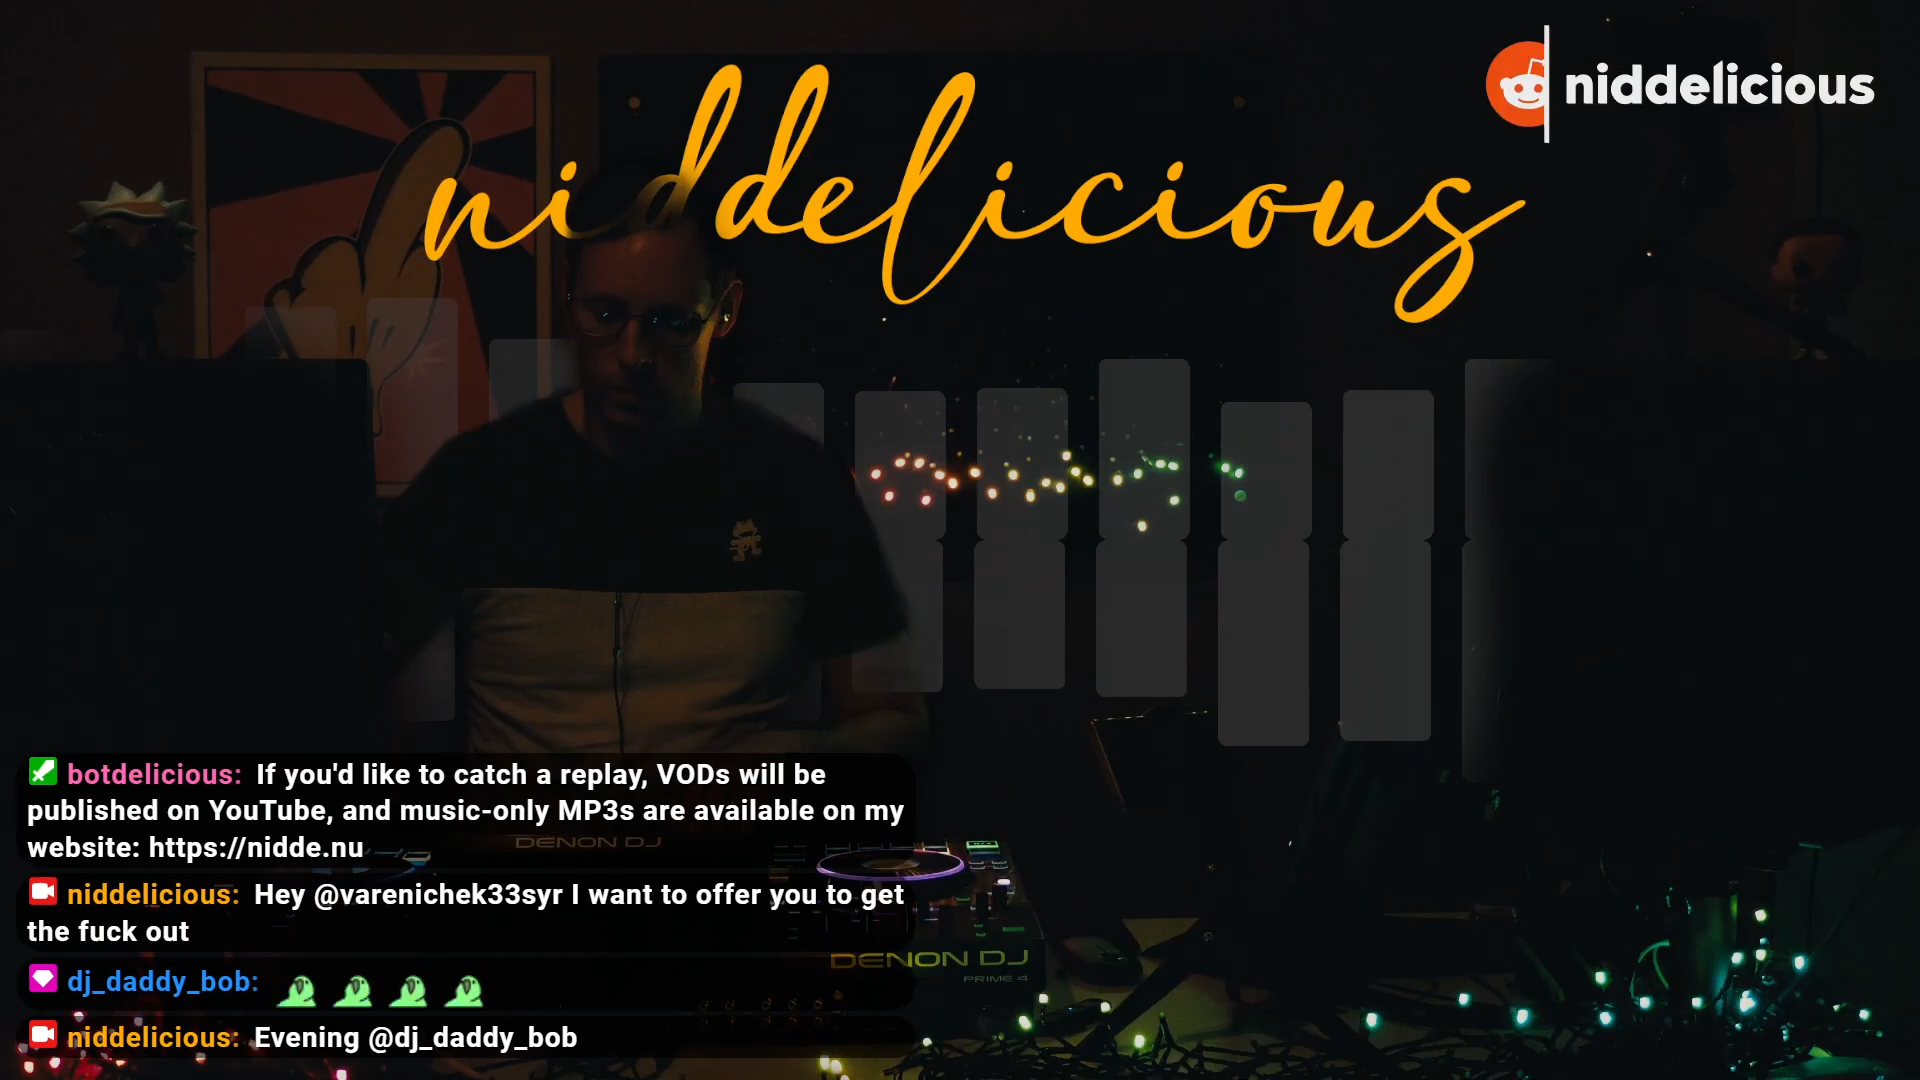 niddelicious
niddelicious
botdelicious: If you'd like to catch a replay, VODs will be
published on YouTube, and music-only MP3s are available on my
website: https://nidde.nu
DENON DJ
niddelicious: Hey @varenichek33syr I want to offer you to get
the fuck out
DENON DJ
PRIME 4
dj_daddy_bob:
niddelicious: Evening @dj_daddy_bob